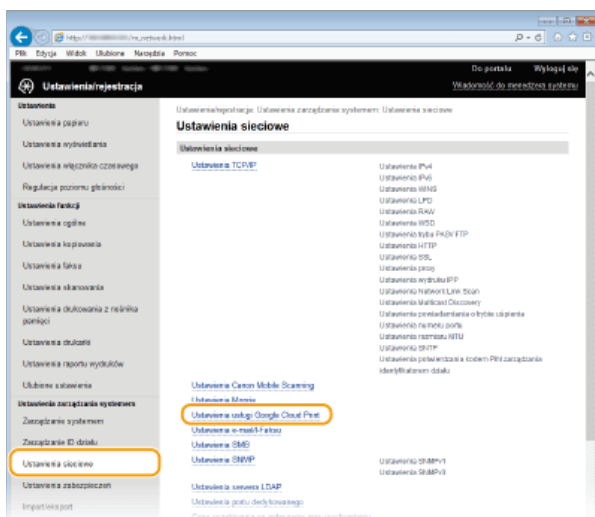 http://
/m_network.html
Plik Edycja Widok Ulubione Narzędzia Pomoc
Do portalu Wyloguj się
Ustawienia/rejestracja
Wiadomość do menedżera systemu
Ustawienia
Ustawienia papieru
Ustawienia wyświetlania
Ustawienia włącznika czasowego
Regulacja poziomu głośności
Ustawienia funkcji
Ustawienia ogólne
Ustawienia kopiowania
Ustawienia faksu
Ustawienia skanowania
Ustawienia drukowania z nośnika
pamięci
Ustawienia drukarki
Ustawienia raportu wydruków
Ulubione ustawienia
Ustawienia zarządzania systemem
Zarządzanie systemem
Zarządzanie ID działu
Ustawienia sieciowe
Ustawienia zabezpieczeń
Import/eksport
Ustawienia/rejestracja: Ustawienia zarządzania systemem: Ustawienia sieciowe
Ustawienia sieciowe
Ustawienia sieciowe
Ustawienia TCP/IP
Ustawienia IPv4
Ustawienia IPv6
Ustawienia WINS
Ustawienia LPD
Ustawienia RAW
Ustawienia WSD
Ustawienia trybu PASV FTP
Ustawienia HTTP
Ustawienia SSL
Ustawienia proxy
Ustawienia wydruku IPP
Ustawienia Network Link Scan
Ustawienia Multicast Discovery
Ustawienia powiadamiania o trybie uśpienia
Ustawienia numeru portu
Ustawienia rozmiaru MTU
Ustawienia SNTP
Ustawienia potwierdzania kodem PIN zarządzania
identyfikatorem działu
Ustawienia Canon Mobile Scanning
Ustawienia Mopria
Ustawienia usługi Google Cloud Print
Ustawienia e-mail/I-Faksu
Ustawienia SMB
Ustawienia SNMP
Ustawienia SNMPv1
Ustawienia SNMPv3
Ustawienia serwera LDAP
Ustawienia portu dedykowanego